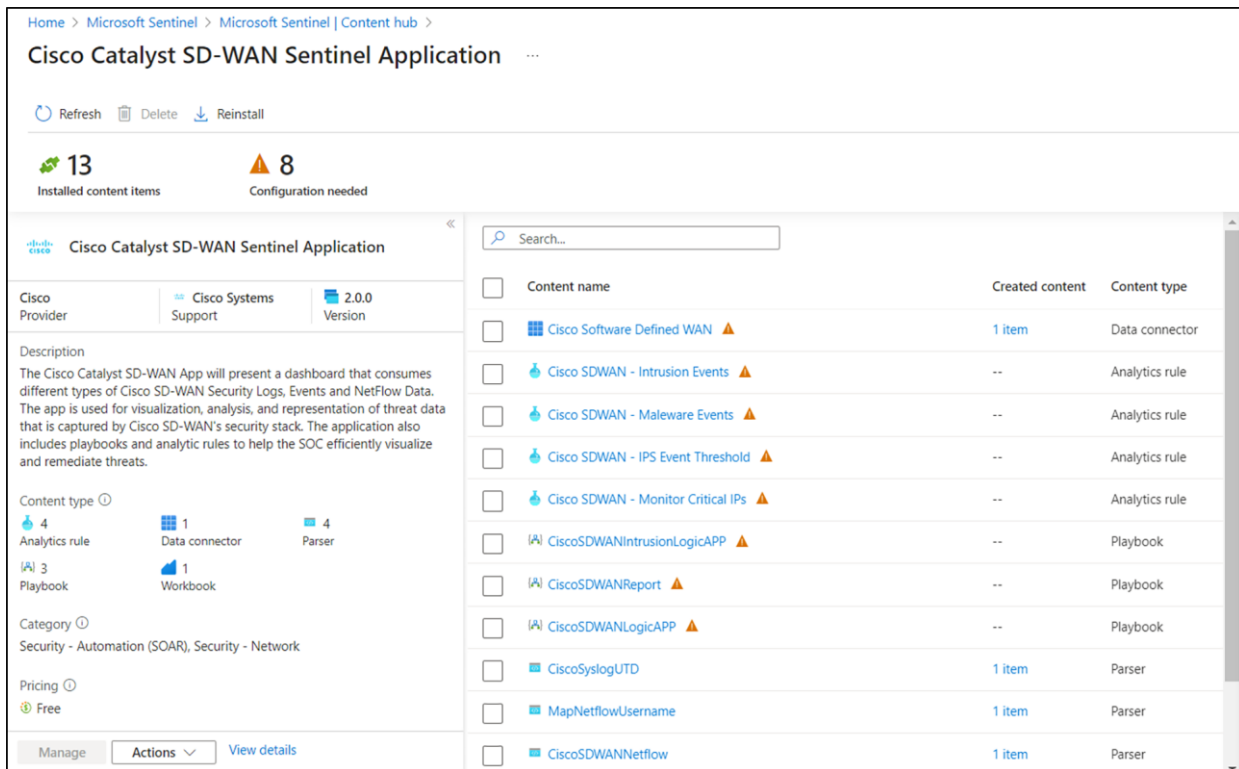 Home > Microsoft Sentinel > Microsoft Sentinel | Content hub >
Cisco Catalyst SD-WAN Sentinel Application ...
Refresh Delete Reinstall
13 8
Installed content items Configuration needed
«
cisco Cisco Catalyst SD-WAN Sentinel Application
Cisco Cisco Systems 2.0.0
Provider Support Version
Description
The Cisco Catalyst SD-WAN App will present a dashboard that consumes
different types of Cisco SD-WAN Security Logs, Events and NetFlow Data.
The app is used for visualization, analysis, and representation of threat data
that is captured by Cisco SD-WAN's security stack. The application also
includes playbooks and analytic rules to help the SOC efficiently visualize
and remediate threats.
Content type
4 1 4
Analytics rule Data connector Parser
3 1
Playbook Workbook
Category
Security - Automation (SOAR), Security - Network
Pricing
Free
Manage Actions View details
Search...
Content name Created content Content type
Cisco Software Defined WAN 1 item Data connector
Cisco SDWAN - Intrusion Events -- Analytics rule
Cisco SDWAN - Maleware Events -- Analytics rule
Cisco SDWAN - IPS Event Threshold -- Analytics rule
Cisco SDWAN - Monitor Critical IPs -- Analytics rule
CiscoSDWANIntrusionLogicAPP -- Playbook
CiscoSDWANReport -- Playbook
CiscoSDWANLogicAPP -- Playbook
CiscoSyslogUTD 1 item Parser
MapNetflowUsername 1 item Parser
CiscoSDWANNetflow 1 item Parser